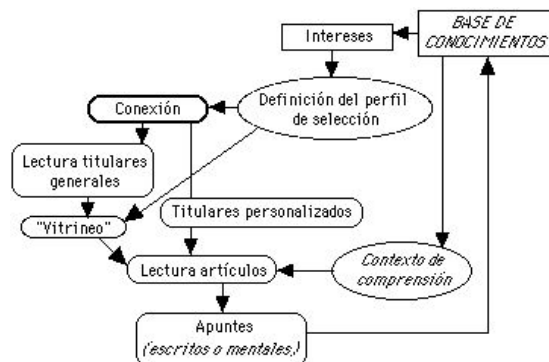 BASE DE
CONOCIMIENTOS
Intereses
Definición del perfil
de selección
Conexión
Lectura titulares
generales
"Vitrineo"
Titulares personalizados
Lectura artículos
Contexto de
comprensión
Apuntes
(escritos o mentales,)